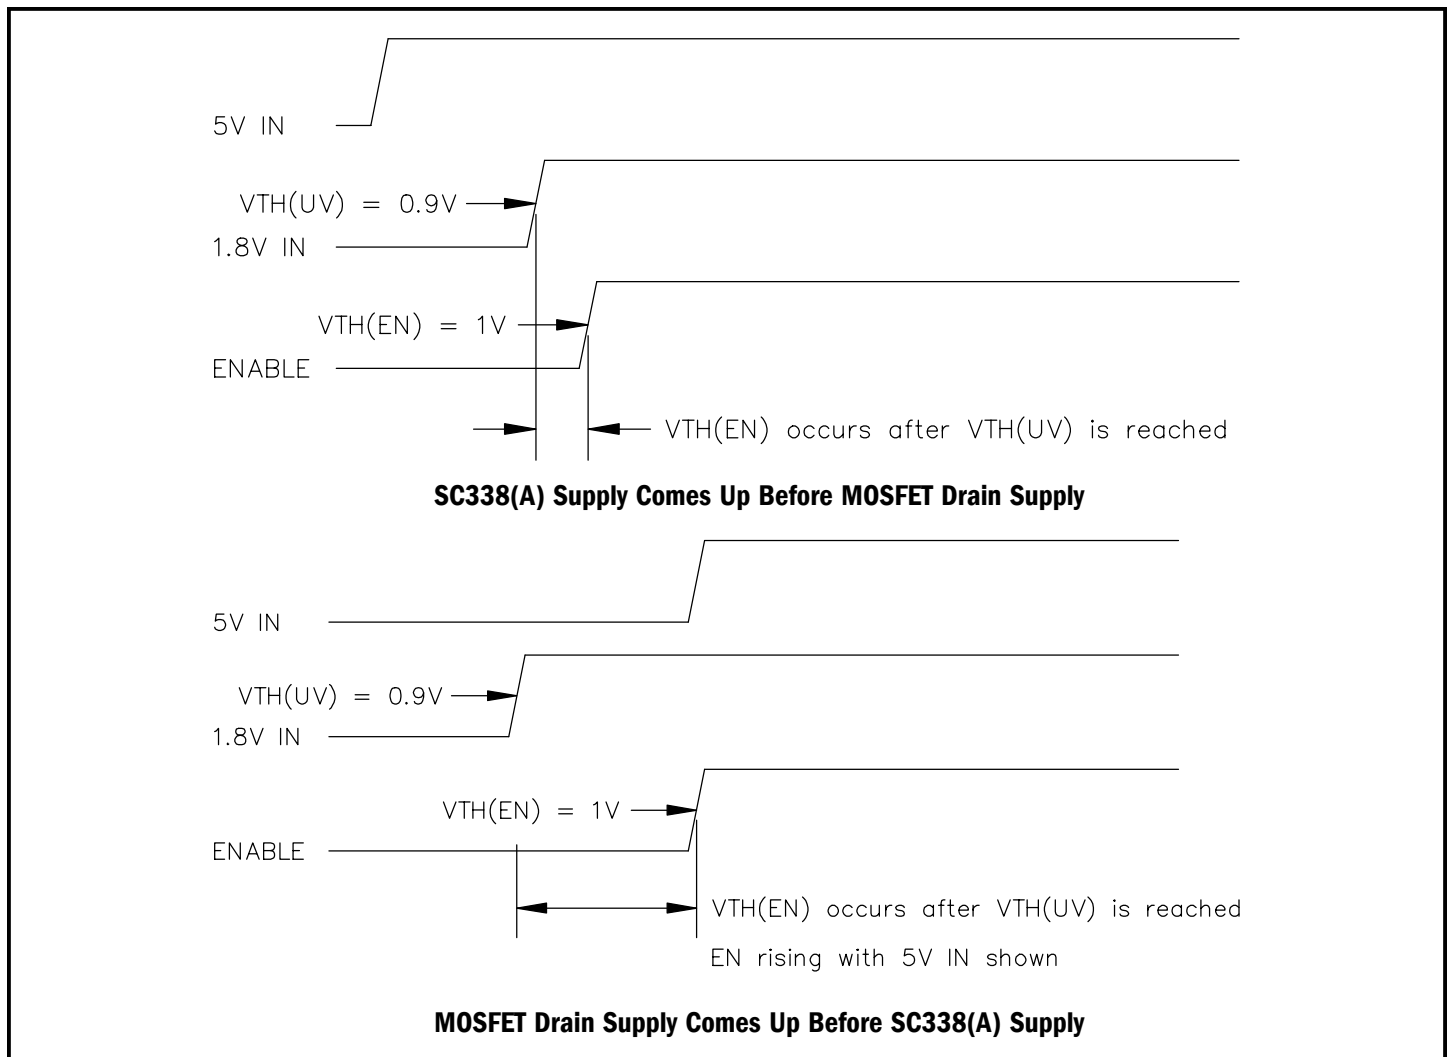 5V IN
VTH(UV) = 0.9V
1.8V IN
VTH(EN) = 1V
ENABLE
VTH(EN) occurs after VTH(UV) is reached
SC338(A) Supply Comes Up Before MOSFET Drain Supply
5V IN
VTH(UV) = 0.9V
1.8V IN
VTH(EN) = 1V
ENABLE
VTH(EN) occurs after VTH(UV) is reached
EN rising with 5V IN shown
MOSFET Drain Supply Comes Up Before SC338(A) Supply